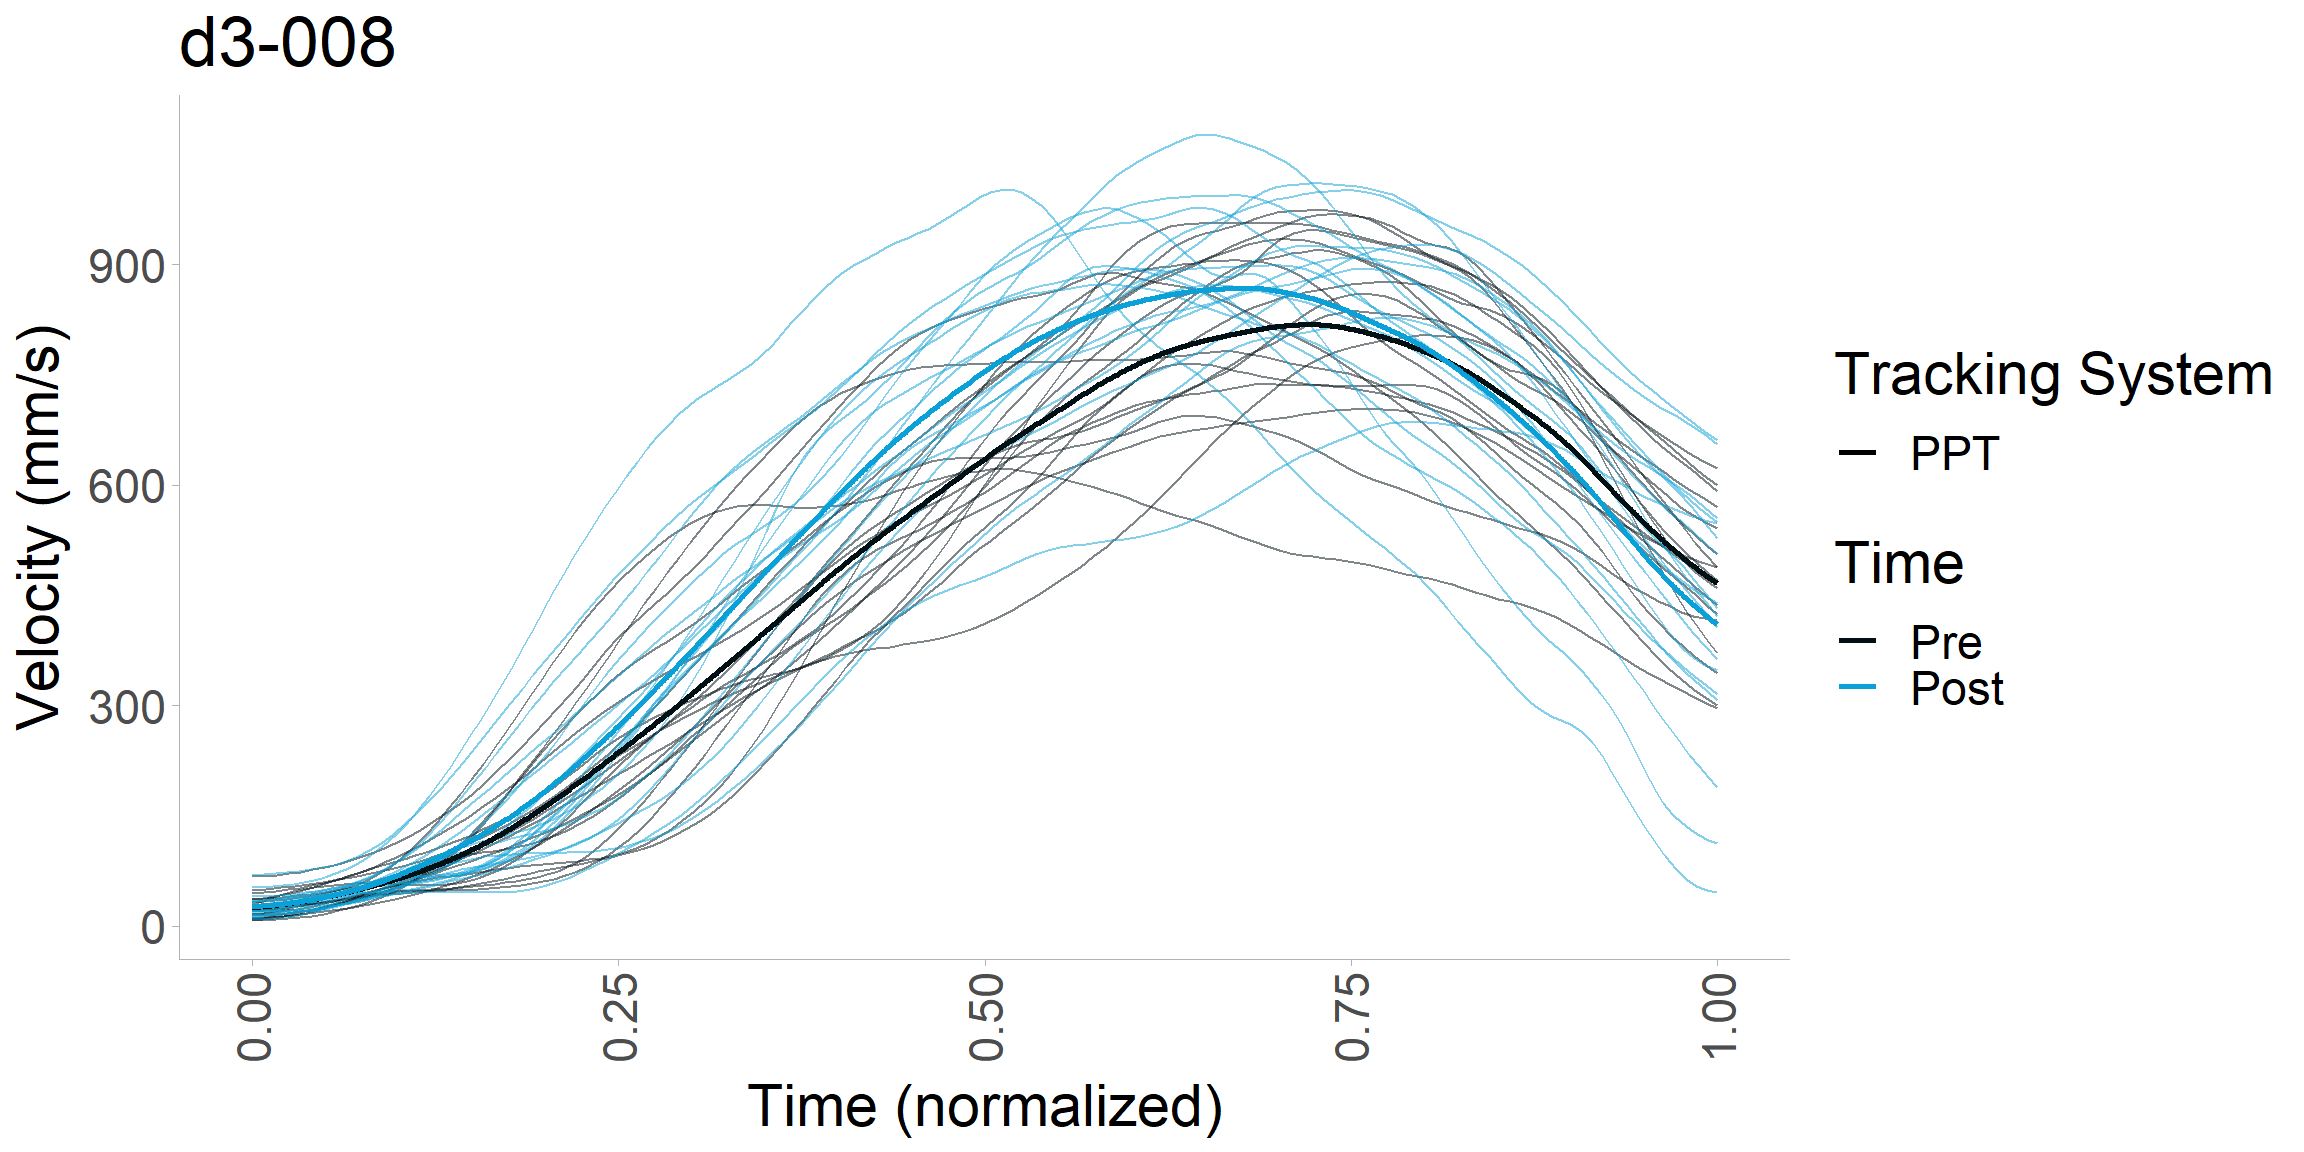 d3-008
Velocity (mm/s)
900
600
300
0
0.00
0.25
0.50
0.75
1.00
Time (normalized)
Tracking System
PPT
Time
Pre
Post